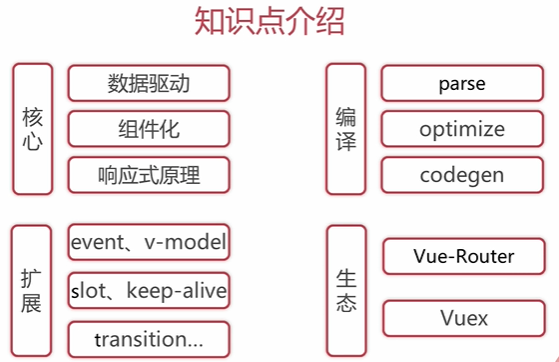 知识点介绍
核心
数据驱动
组件化
响应式原理
编译
parse
optimize
codegen
扩展
event、v-model
slot、keep-alive
transition...
生态
Vue-Router
Vuex